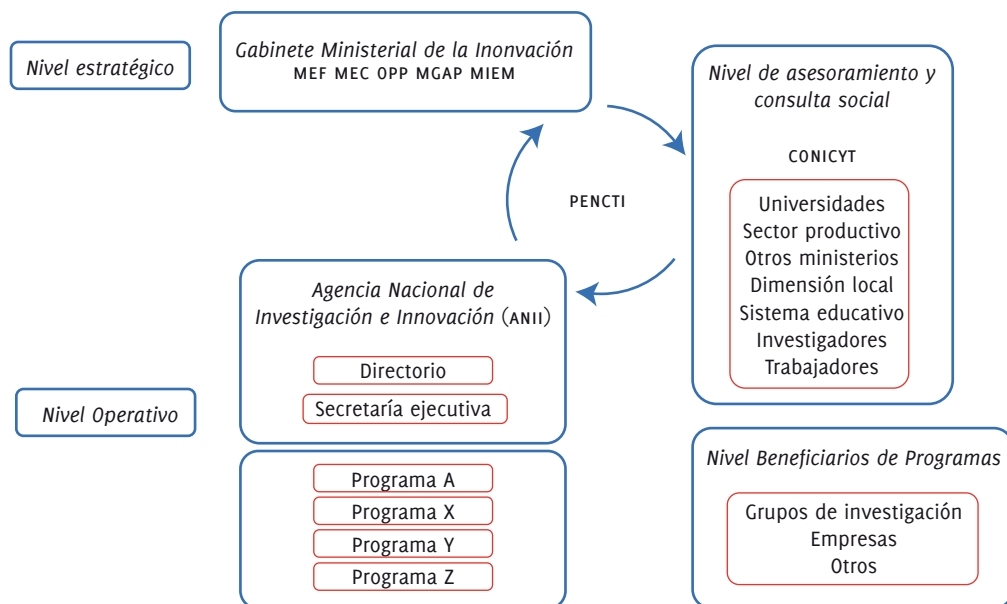 Nivel estratégico
Gabinete Ministerial de la Inonvación
MEF MEC OPP MGAP MIEM
Nivel de asesoramiento y
consulta social
CONICYT
Universidades
Sector productivo
Otros ministerios
Dimensión local
Sistema educativo
Investigadores
Trabajadores
PENCTI
Agencia Nacional de
Investigación e Innovación (ANII)
Directorio
Secretaría ejecutiva
Nivel Operativo
Programa A
Programa X
Programa Y
Programa Z
Nivel Beneficiarios de Programas
Grupos de investigación
Empresas
Otros